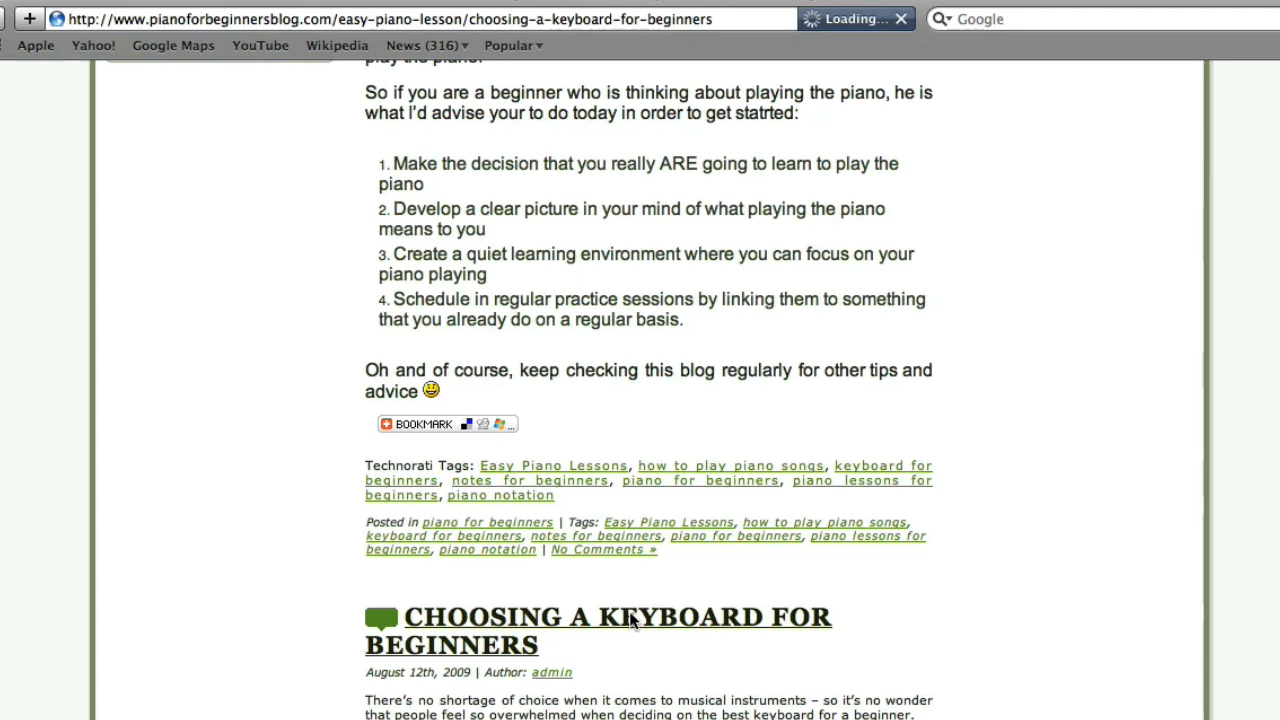 http://www.pianoforbeginnersblog.com/easy-piano-lesson/choosing-a-keyboard-for-beginners
Loading...
Google
Apple Yahoo! Google Maps YouTube Wikipedia News (316) Popular
play the piano.
So if you are a beginner who is thinking about playing the piano, he is
what I'd advise your to do today in order to get statrted:
1. Make the decision that you really ARE going to learn to play the
piano
2. Develop a clear picture in your mind of what playing the piano
means to you
3. Create a quiet learning environment where you can focus on your
piano playing
4. Schedule in regular practice sessions by linking them to something
that you already do on a regular basis.
Oh and of course, keep checking this blog regularly for other tips and
advice
BOOKMARK ...
Technorati Tags: Easy Piano Lessons, how to play piano songs, keyboard for
beginners, notes for beginners, piano for beginners, piano lessons for
beginners, piano notation
Posted in piano for beginners | Tags: Easy Piano Lessons, how to play piano songs,
keyboard for beginners, notes for beginners, piano for beginners, piano lessons for
beginners, piano notation | No Comments »
CHOOSING A KEYBOARD FOR
BEGINNERS
August 12th, 2009 | Author: admin
There's no shortage of choice when it comes to musical instruments – so it's no wonder
that people feel so overwhelmed when deciding on the best keyboard for a beginner.